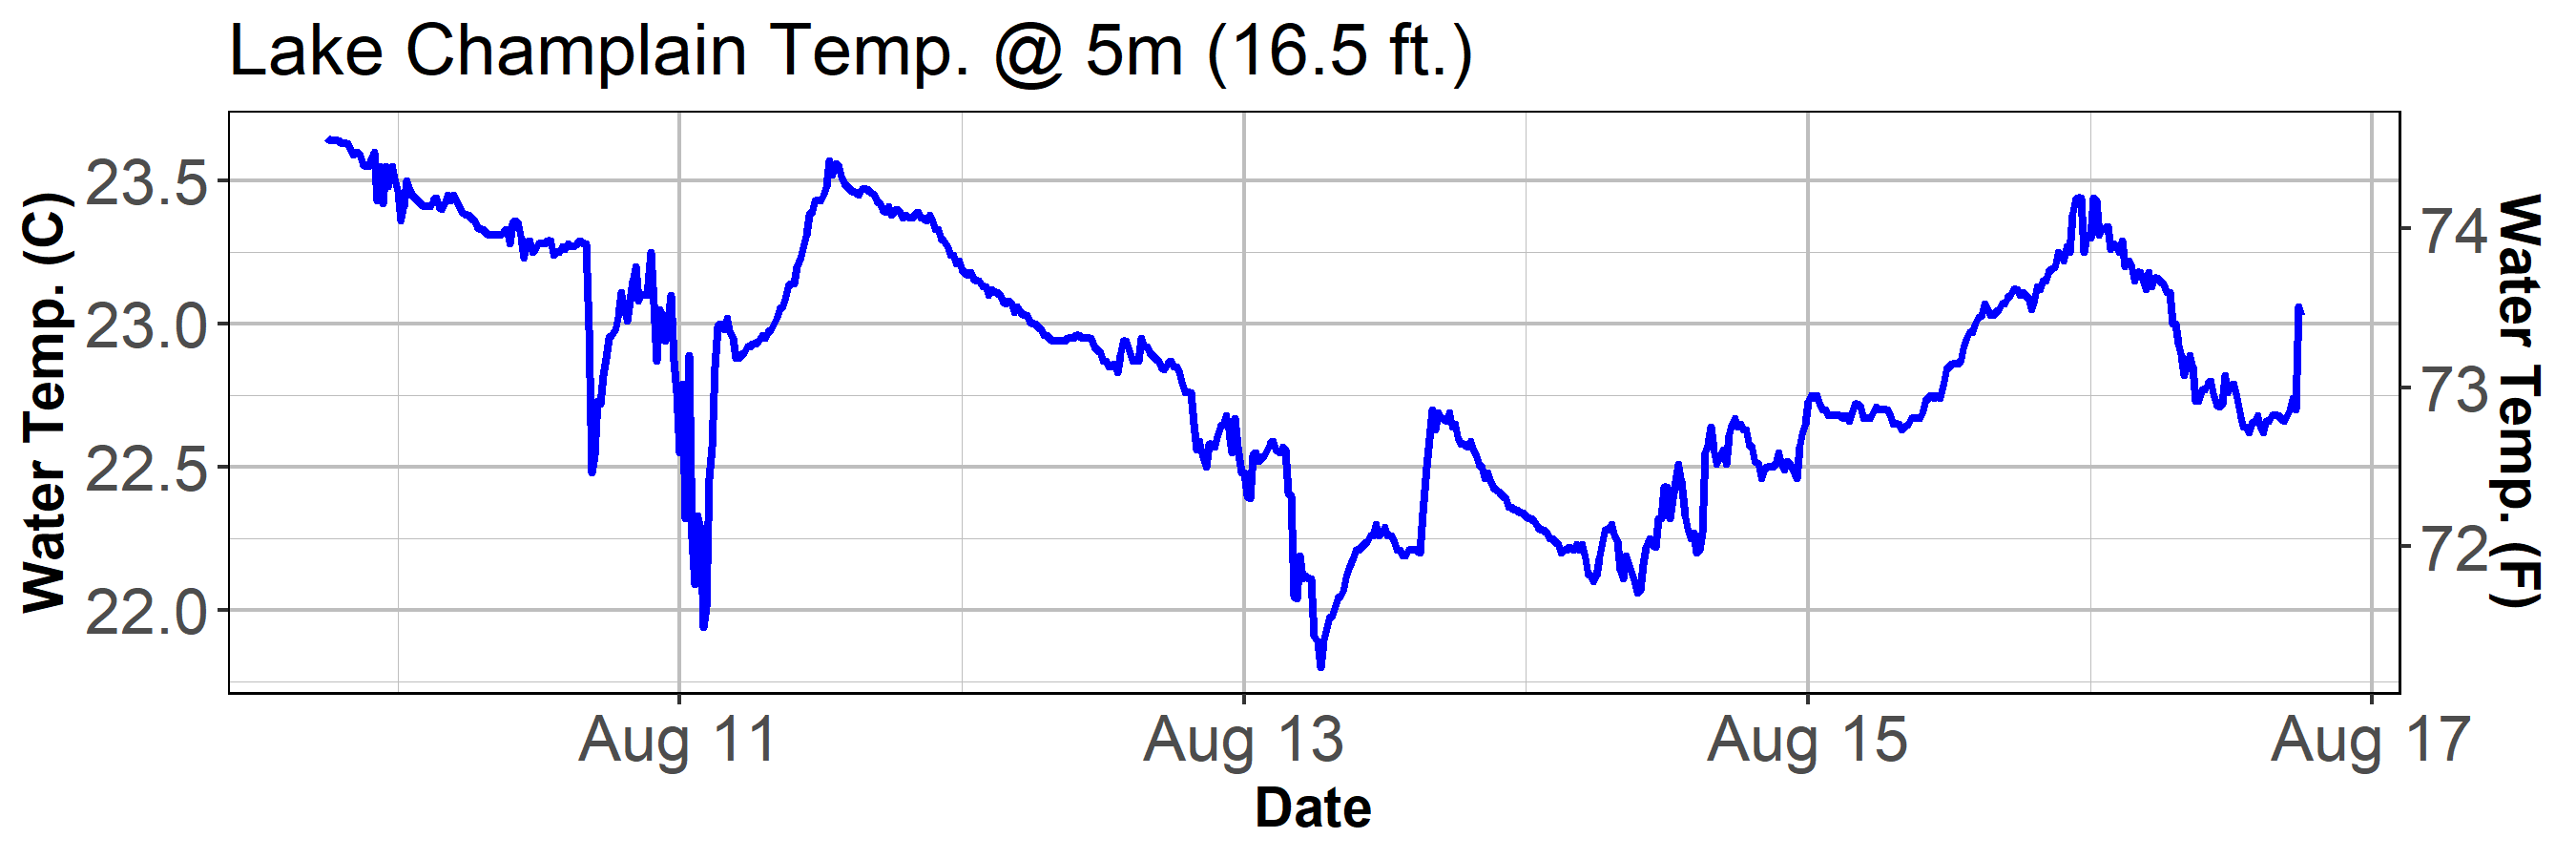 Lake Champlain Temp. @ 5m (16.5 ft.)
Water Temp. (C)
23.5
23.0
22.5
22.0
74
73
72
Water Temp. (F)
Aug 11
Aug 13
Aug 15
Aug 17
Date